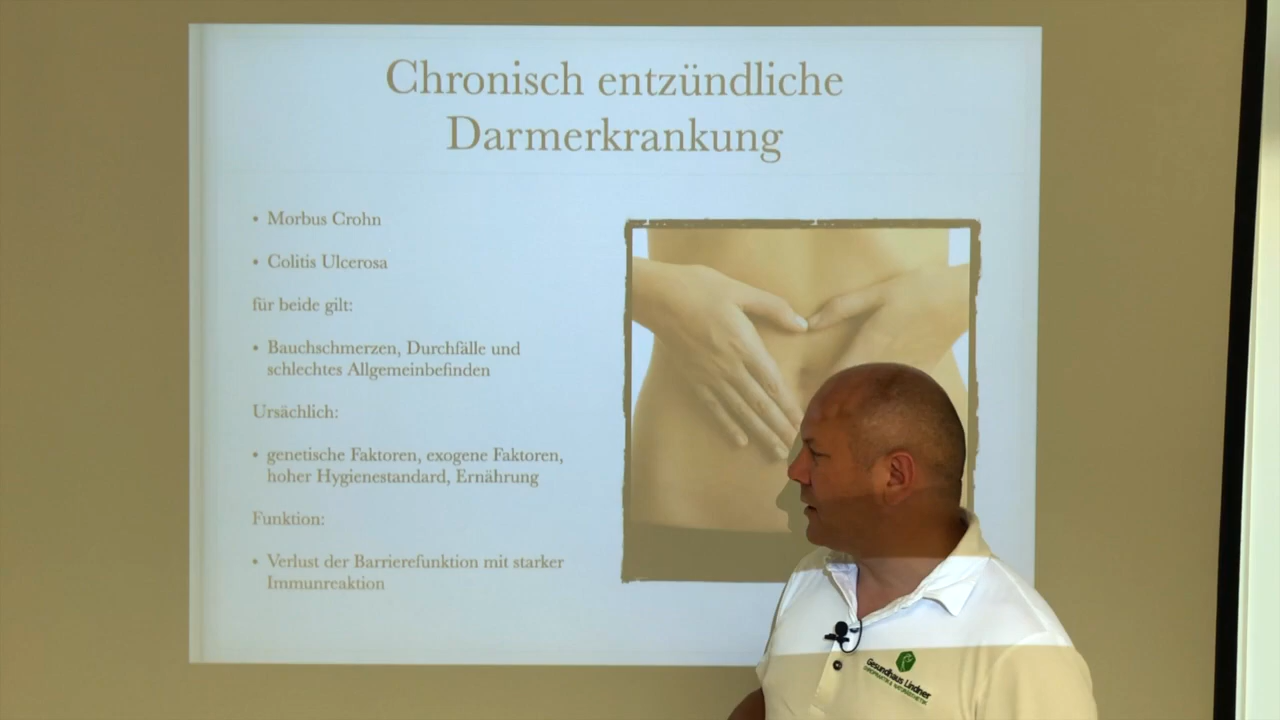 Chronisch entzündliche
Darmerkrankung
• Morbus Crohn
• Colitis Ulcerosa
für beide gilt:
• Bauchschmerzen, Durchfälle und
schlechtes Allgemeinbefinden
Ursächlich:
• genetische Faktoren, exogene Faktoren,
hoher Hygienestandard, Ernährung
Funktion:
• Verlust der Barrierefunktion mit starker
Immunreaktion
Gesundhaus Lindner